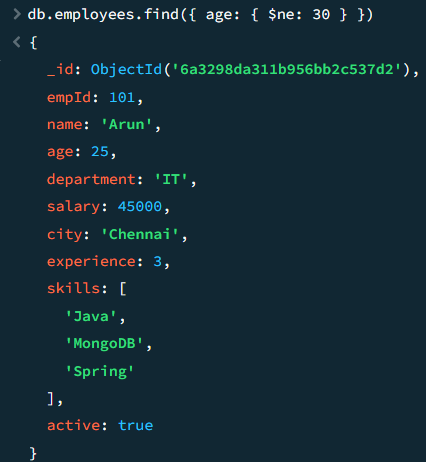 > db.employees.find({ age: { $ne: 30 } })
< {
_id: ObjectId('6a3298da311b956bb2c537d2'),
empId: 101,
name: 'Arun',
age: 25,
department: 'IT',
salary: 45000,
city: 'Chennai',
experience: 3,
skills: [
'Java',
'MongoDB',
'Spring'
],
active: true
}